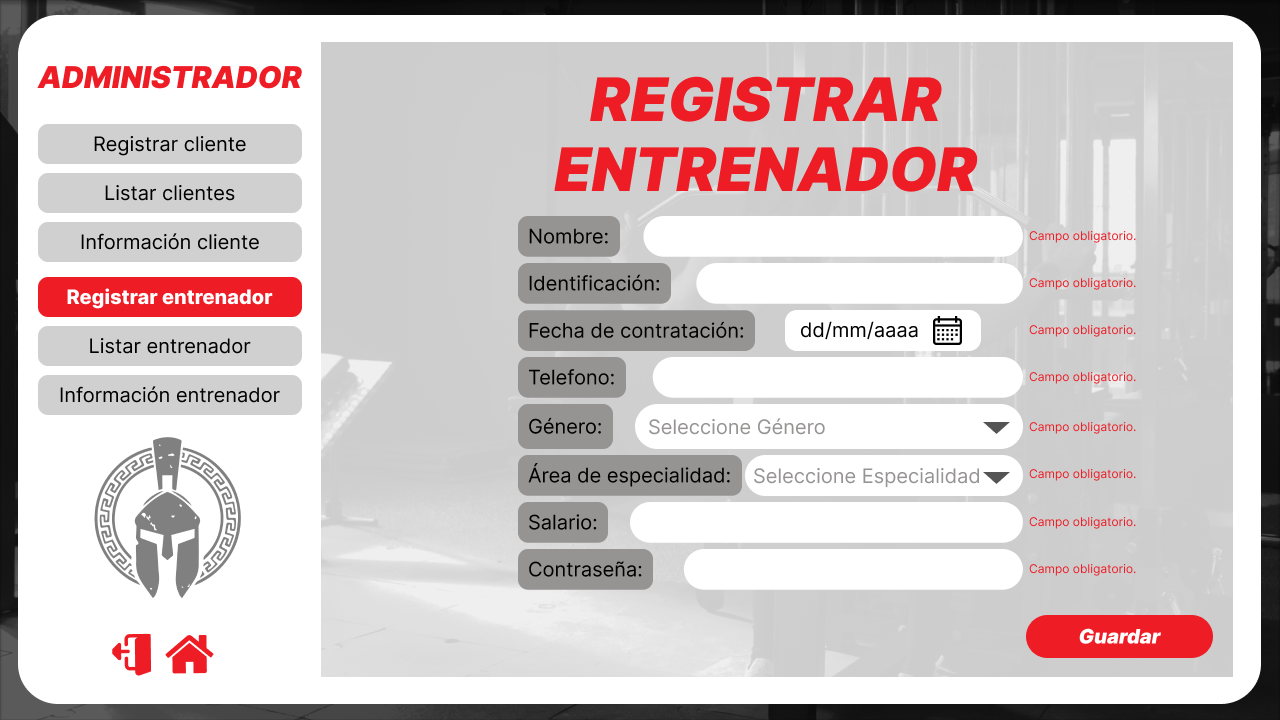 ADMINISTRADOR
Registrar cliente
Listar clientes
Información cliente
Registrar entrenador
Listar entrenador
Información entrenador
REGISTRAR
ENTRENADOR
Nombre: Campo obligatorio.
Identificación: Campo obligatorio.
Fecha de contratación: dd/mm/aaaa Campo obligatorio.
Telefono: Campo obligatorio.
Género: Seleccione Género Campo obligatorio.
Área de especialidad: Seleccione Especialidad Campo obligatorio.
Salario: Campo obligatorio.
Contraseña: Campo obligatorio.
Guardar